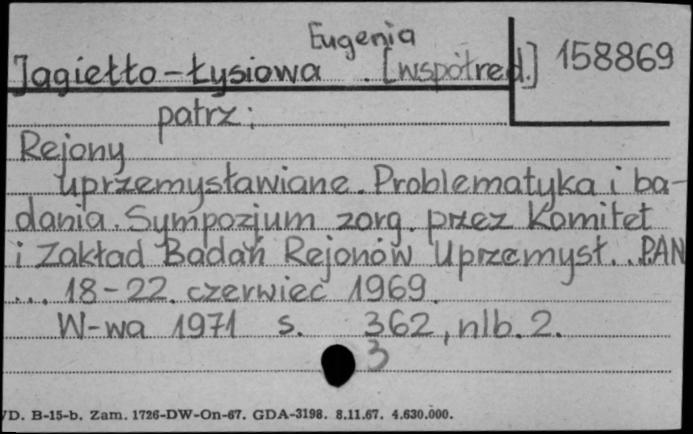 Eugenia
Jagiełło-Łysiowa . [współred.] 158869
patrz:
Rejony
uprzemysławiane. Problematyka i ba-
dania. Sympozjum zorg. przez Komitet
i Zakład Badań Rejonów Uprzemysł. . PAN
... 18-22. czerwiec 1969.
W-wa 1971 s. 362, nlb. 2.
3
D. B-15-b. Zam. 1726-DW-On-67. GDA-3198. 8.11.67. 4.630.000.